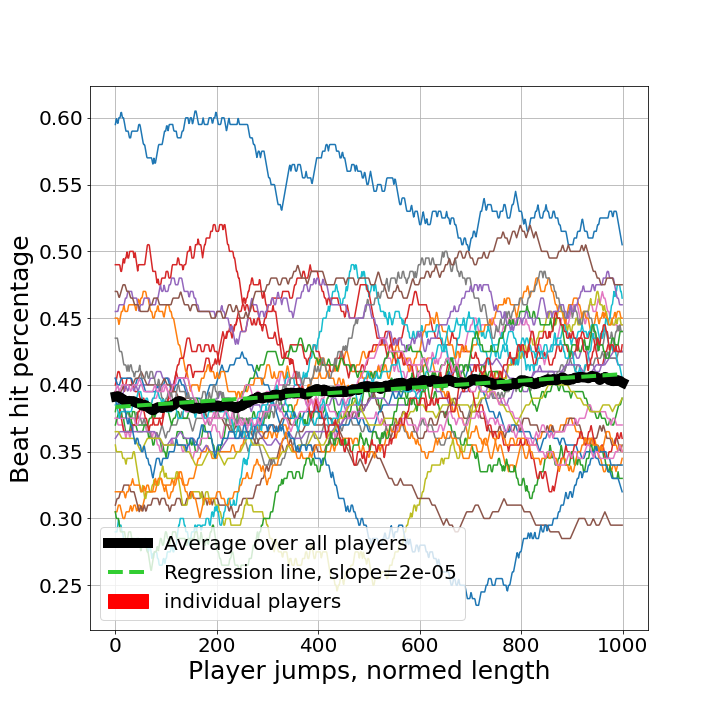 Beat hit percentage
0.60
0.55
0.50
0.45
0.40
0.35
0.30
0.25
Average over all players
Regression line, slope=2e-05
individual players
0 200 400 600 800 1000
Player jumps, normed length